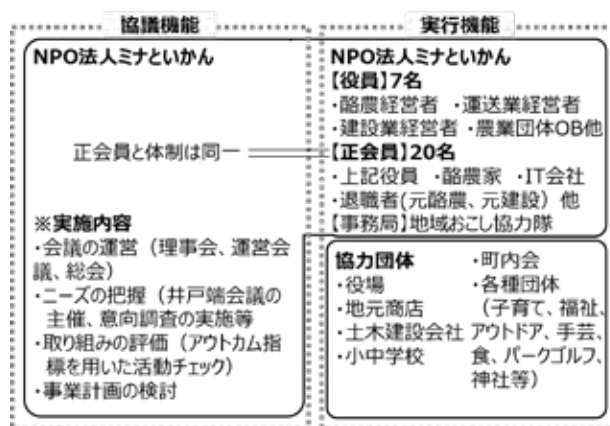 協議機能
NPO法人ミナといかん
正会員と体制は同一
※実施内容
・会議の運営（理事会、運営会
議、総会）
・ニーズの把握（井戸端会議の
主催、意向調査の実施等
・取り組みの評価（アウトカム指
標を用いた活動チェック）
・事業計画の検討
実行機能
NPO法人ミナといかん
【役員】7名
・酪農経営者 ・運送業経営者
・建設業経営者 ・農業団体OB他
【正会員】20名
・上記役員 ・酪農家 ・IT会社
・退職者(元酪農、元建設）他
【事務局】地域おこし協力隊
協力団体
・役場
・地元商店
・土木建設会社
・小中学校
・町内会
・各種団体
（子育て、福祉、
アウトドア、手芸、
食、パークゴルフ、
神社等）